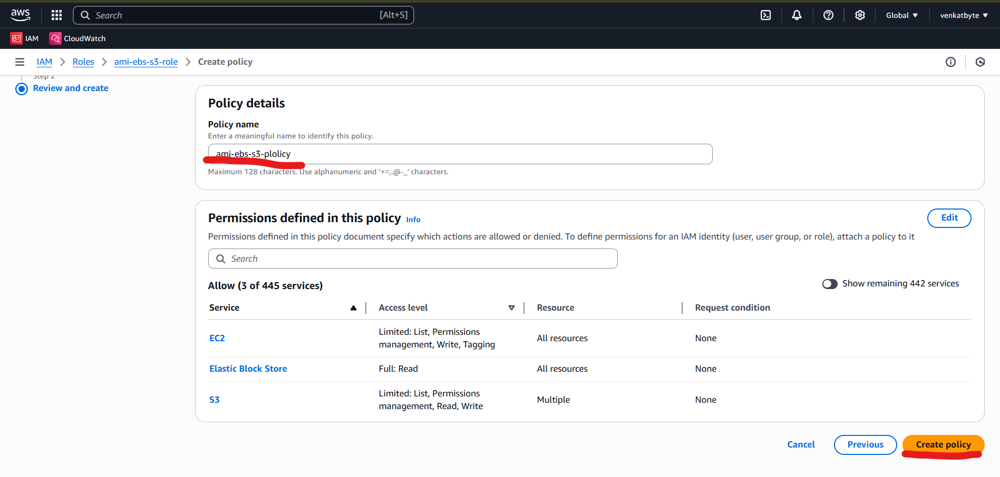 aws
Search [Alt+S]
Global ▼
venkatbyte ▼
IAM
CloudWatch
IAM > Roles > ami-ebs-s3-role > Create policy
Step 2
Review and create
Policy details
Policy name
Enter a meaningful name to identify this policy.
ami-ebs-s3-plolicy
Maximum 128 characters. Use alphanumeric and '+=,.@-_' characters.
Permissions defined in this policy Info
Edit
Permissions defined in this policy document specify which actions are allowed or denied. To define permissions for an IAM identity (user, user group, or role), attach a policy to it
Search
Allow (3 of 445 services)
Show remaining 442 services
Service ▲ | Access level ▽ | Resource | Request condition
EC2 Limited: List, Permissions management, Write, Tagging All resources None
Elastic Block Store Full: Read All resources None
S3 Limited: List, Permissions management, Read, Write Multiple None
Cancel Previous Create policy